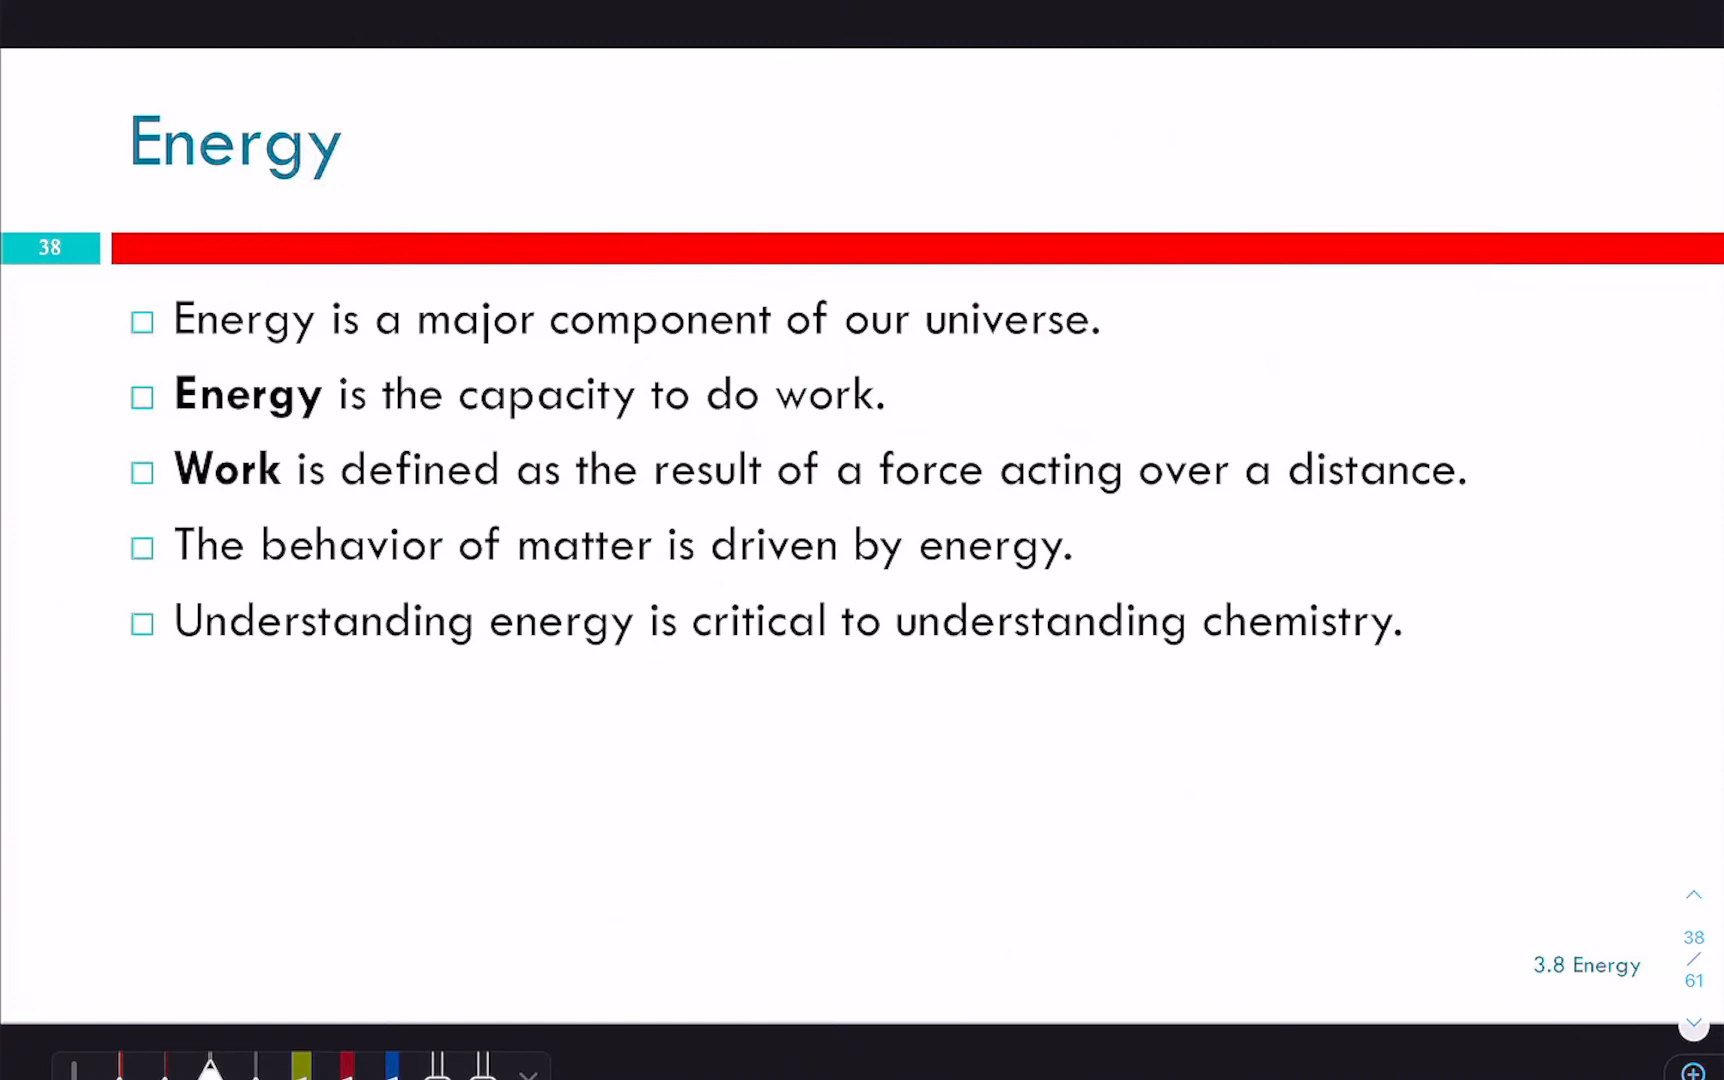 Energy
38
Energy is a major component of our universe.
Energy is the capacity to do work.
Work is defined as the result of a force acting over a distance.
The behavior of matter is driven by energy.
Understanding energy is critical to understanding chemistry.
3.8 Energy
38
/
61